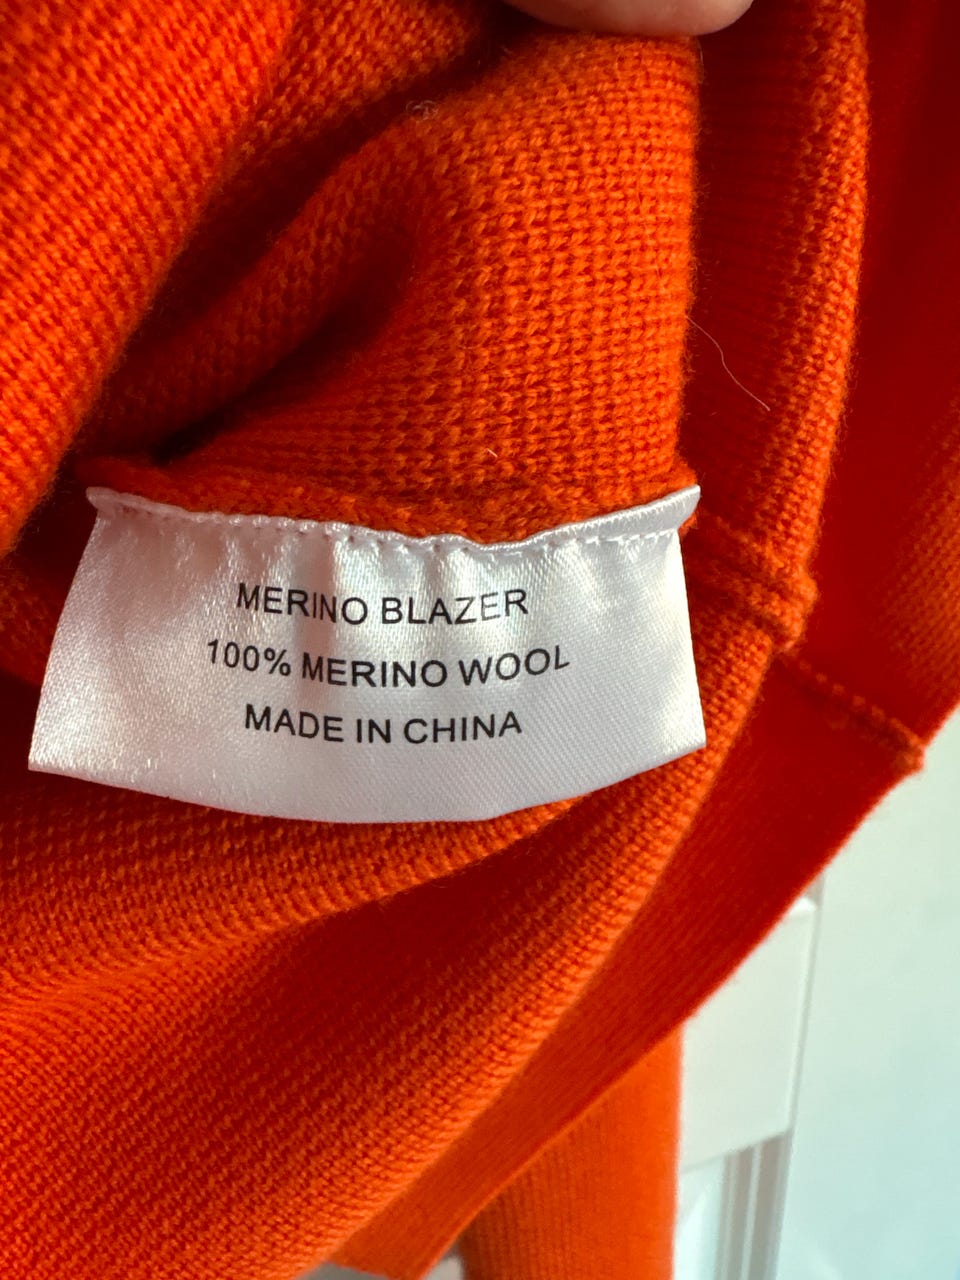 MERINO BLAZER
100% MERINO WOOL
MADE IN CHINA